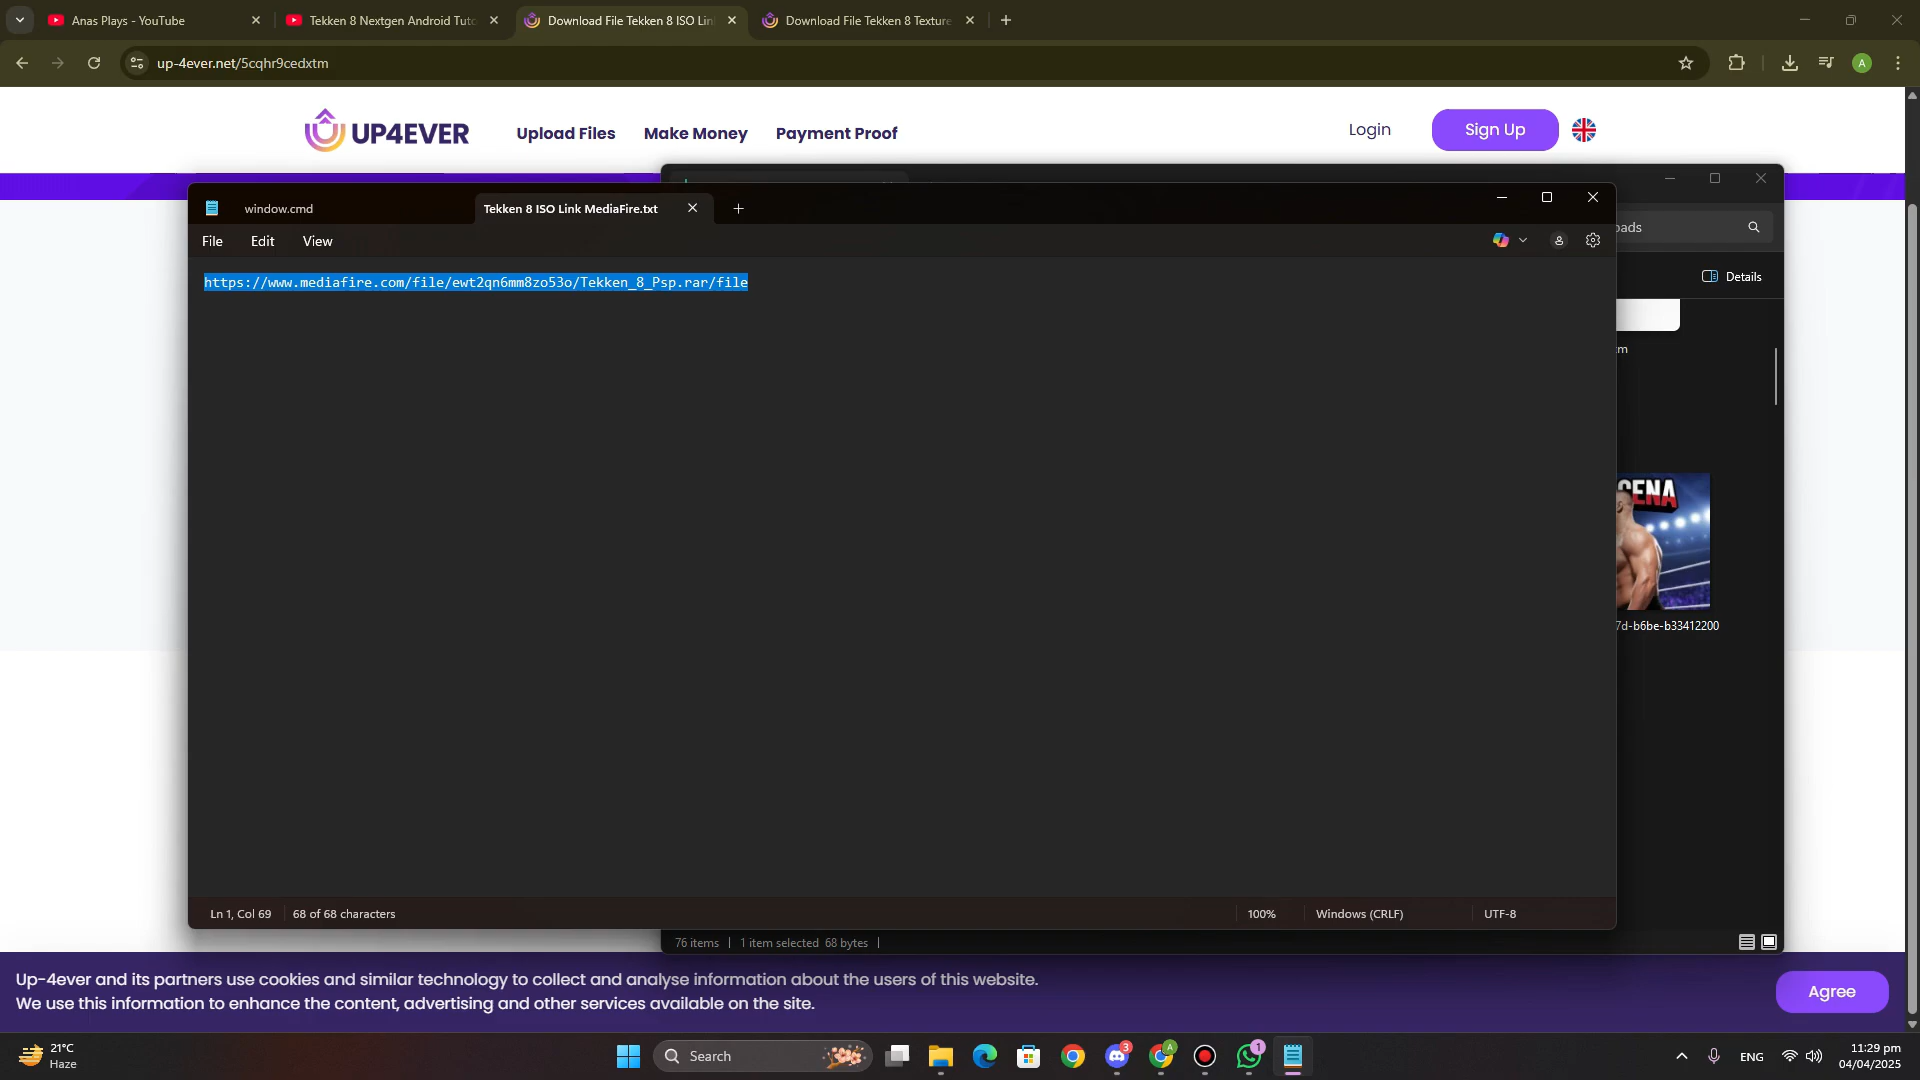 Anas Plays - YouTube
Tekken 8 Nextgen Android Tuto
Download File Tekken 8 ISO Lin
Download File Tekken 8 Texture
up-4ever.net/5cqhr9cedxtm
A
UP4EVER
Upload Files
Make Money
Payment Proof
Login
Sign Up
window.cmd
Tekken 8 ISO Link MediaFire.txt
File
Edit
View
https://www.mediafire.com/file/ewt2qn6mm8zo53o/Tekken_8_Psp.rar/file
Details
CENA
7d-b6be-b33412200
Ln 1, Col 69
68 of 68 characters
100%
Windows (CRLF)
UTF-8
76 items
1 item selected 68 bytes
Up-4ever and its partners use cookies and similar technology to collect and analyse information about the users of this website.
We use this information to enhance the content, advertising and other services available on the site.
Agree
21°C
Haze
Search
3
A
1
ENG
11:29 pm
04/04/2025